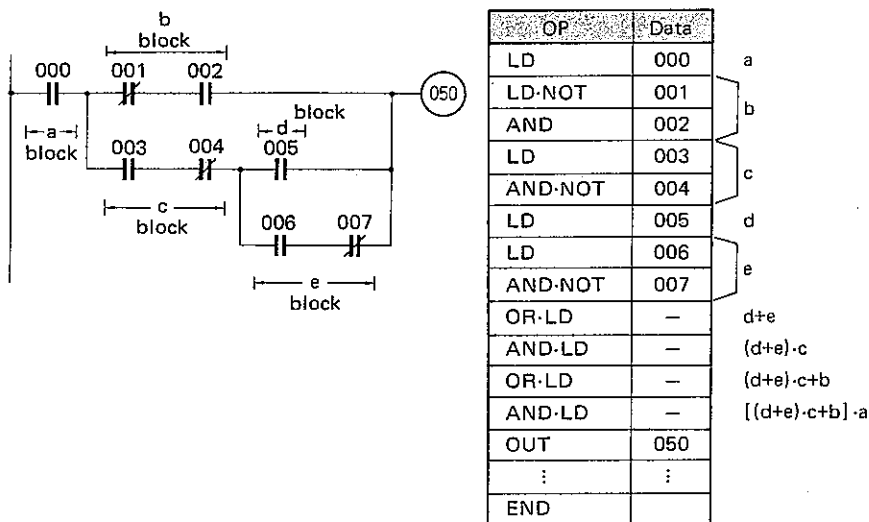 b
block
000 001 002
050
a
block
block
d
003 004 005
c
block
006 007
e
block
OP Data
LD 000 a
LD·NOT 001
b
AND 002
LD 003
c
AND·NOT 004
LD 005 d
LD 006
e
AND·NOT 007
OR·LD — d+e
AND·LD — (d+e)·c
OR·LD — (d+e)·c+b
AND·LD — [(d+e)·c+b]·a
OUT 050
⋮ ⋮
END